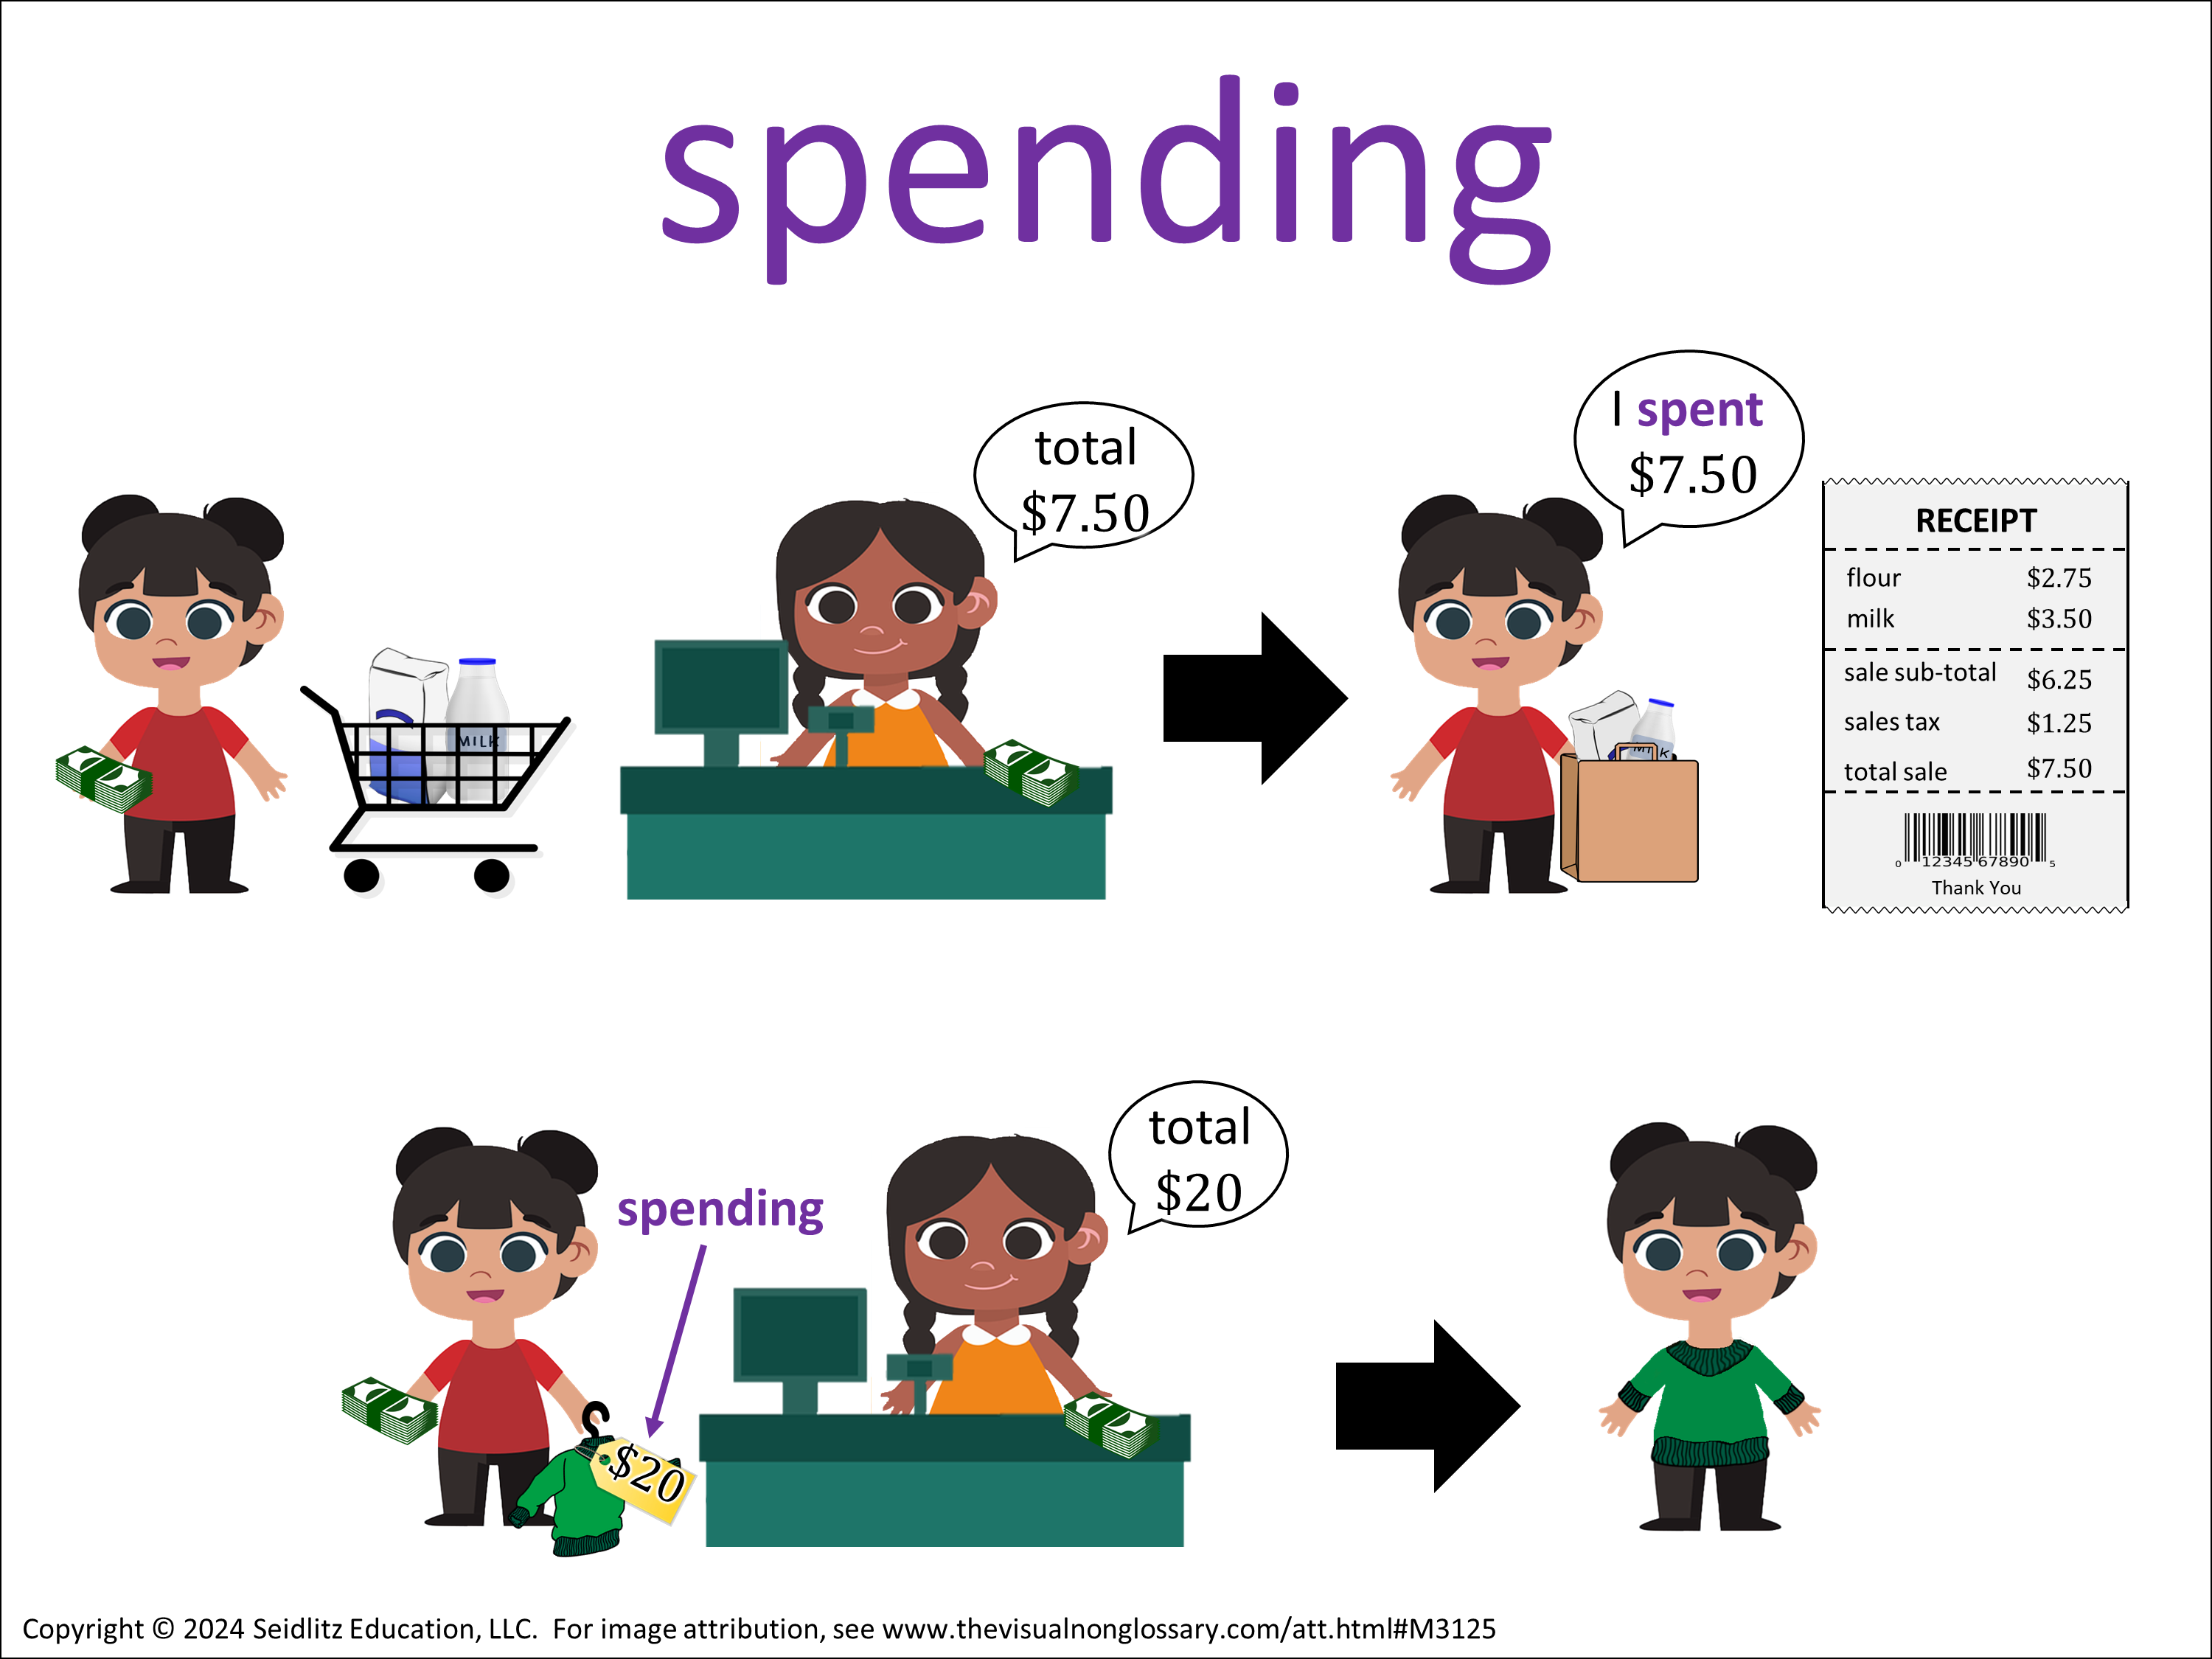 spending
total
$7.50
I spent
$7.50
MILK
RECEIPT
flour $2.75
milk $3.50
sale sub-total $6.25
sales tax $1.25
total sale $7.50
0 12345 67890 5
Thank You
spending
total
$20
$20
Copyright © 2024 Seidlitz Education, LLC.  For image attribution, see www.thevisualnonglossary.com/att.html#M3125